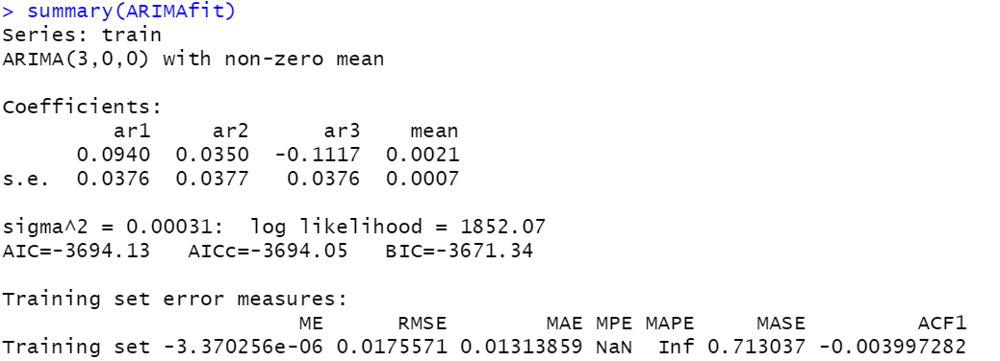 > summary(ARIMAfit)
Series: train
ARIMA(3,0,0) with non-zero mean
Coefficients:
ar1 ar2 ar3 mean
0.0940 0.0350 -0.1117 0.0021
s.e. 0.0376 0.0377 0.0376 0.0007
sigma^2 = 0.00031: log likelihood = 1852.07
AIC=-3694.13 AICc=-3694.05 BIC=-3671.34
Training set error measures:
ME RMSE MAE MPE MAPE MASE ACF1
Training set -3.370256e-06 0.0175571 0.01313859 NaN Inf 0.713037 -0.003997282